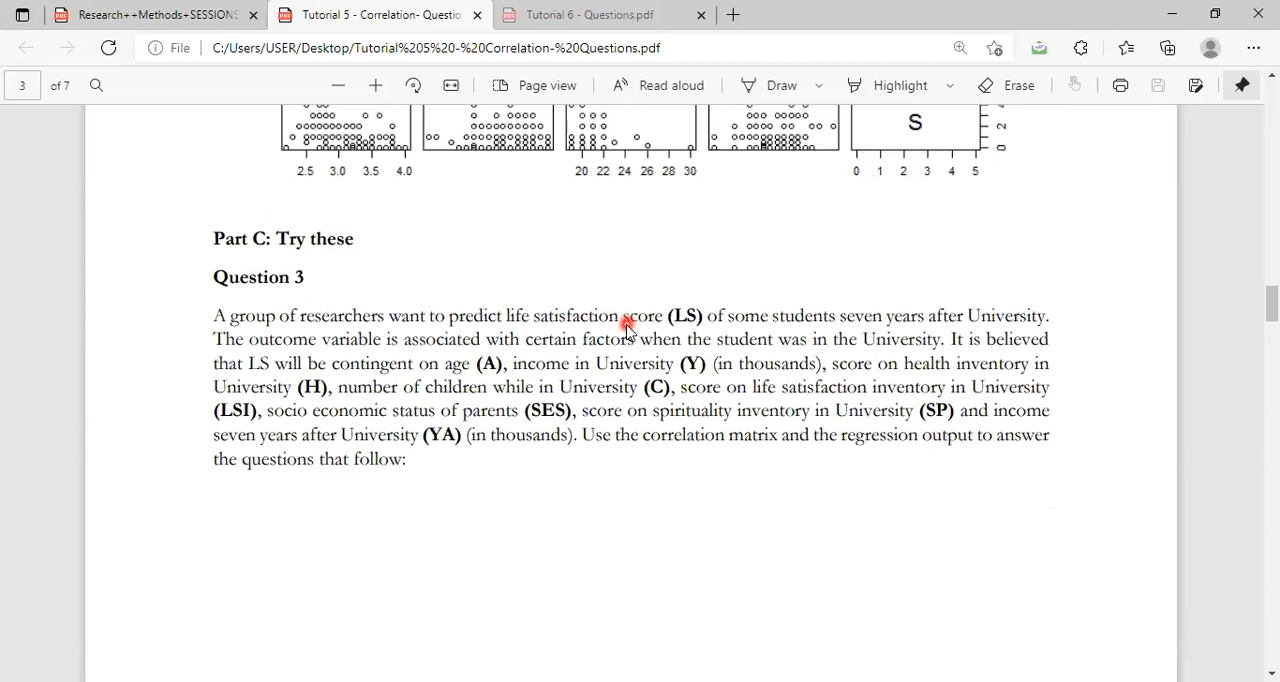 Research++Methods+SESSIONS
Tutorial 5 - Correlation- Questio
Tutorial 6 - Questions.pdf
File
C:/Users/USER/Desktop/Tutorial%205%20-%20Correlation-%20Questions.pdf
3 of 7
Page view
Read aloud
Draw
Highlight
Erase
S
0 2 4
2.5 3.0 3.5 4.0
20 22 24 26 28 30
0 1 2 3 4 5
Part C: Try these
Question 3
A group of researchers want to predict life satisfaction score (LS) of some students seven years after University.
The outcome variable is associated with certain factors when the student was in the University. It is believed
that LS will be contingent on age (A), income in University (Y) (in thousands), score on health inventory in
University (H), number of children while in University (C), score on life satisfaction inventory in University
(LSI), socio economic status of parents (SES), score on spirituality inventory in University (SP) and income
seven years after University (YA) (in thousands). Use the correlation matrix and the regression output to answer
the questions that follow: